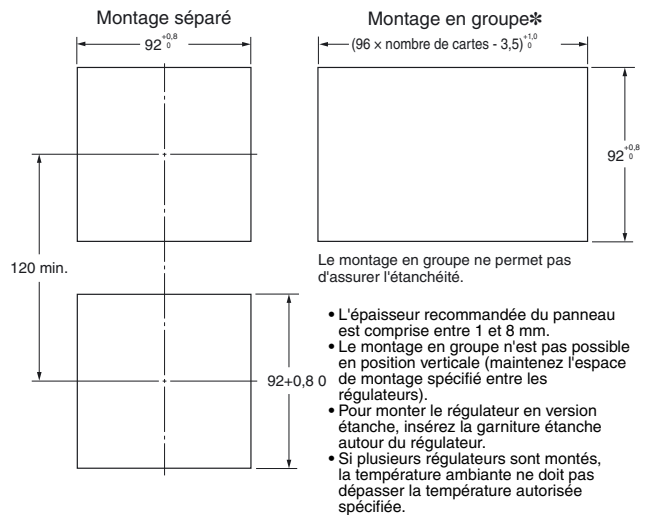 Montage séparé
92 +0,8 0
120 min.
92+0,8 0
Montage en groupe✻
(96 × nombre de cartes - 3,5) +1,0 0
92 +0,8 0
Le montage en groupe ne permet pas
d'assurer l'étanchéité.
• L'épaisseur recommandée du panneau
est comprise entre 1 et 8 mm.
• Le montage en groupe n'est pas possible
en position verticale (maintenez l'espace
de montage spécifié entre les
régulateurs).
• Pour monter le régulateur en version
étanche, insérez la garniture étanche
autour du régulateur.
• Si plusieurs régulateurs sont montés,
la température ambiante ne doit pas
dépasser la température autorisée
spécifiée.